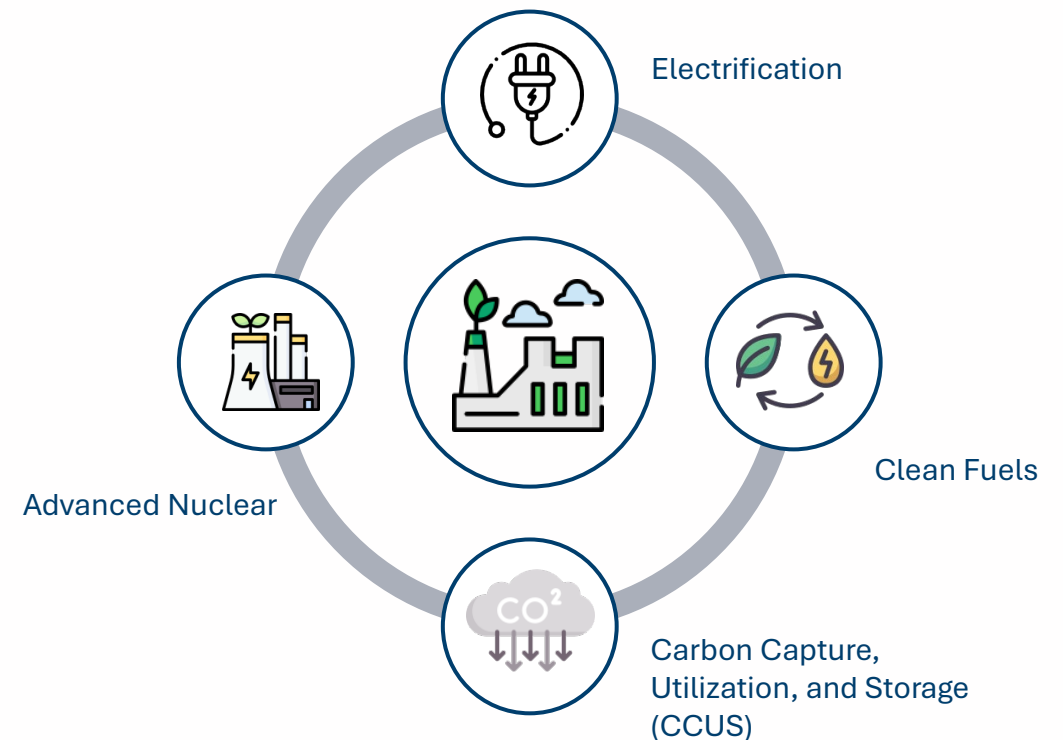 Electrification
Clean Fuels
Advanced Nuclear
CO²
Carbon Capture,
Utilization, and Storage
(CCUS)